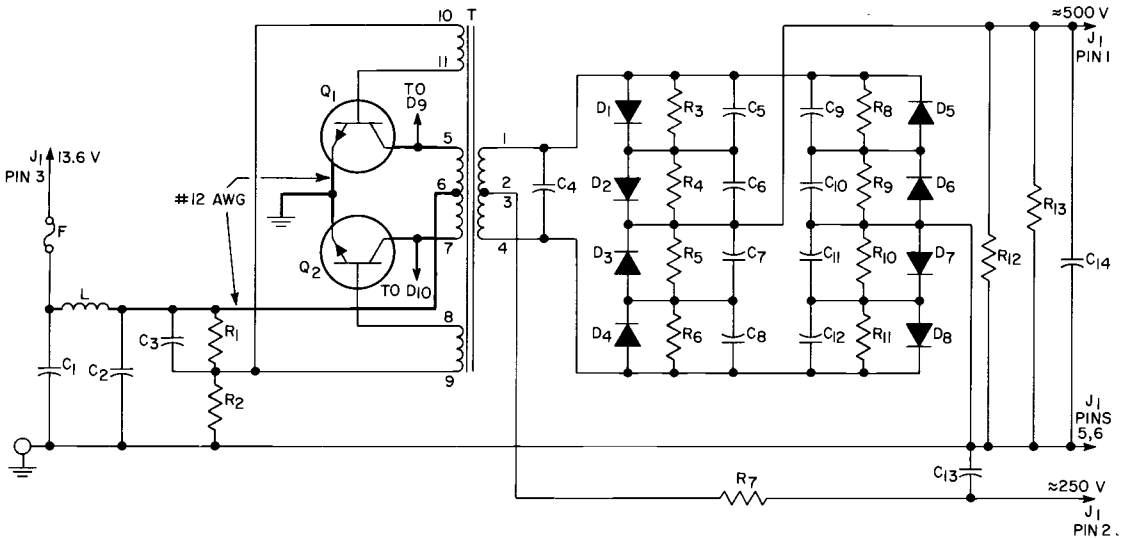 10 T
≈500 V
J1
PIN 1
11
Q1
TO
D9
D1 R3 C5 C9 R8 D5
5 1
J1 13.6 V
PIN 3
6 2
3
C4
D2 R4 C6 C10 R9 D6
#12 AWG
R13
F
7 4
Q2
TO D10
D3 R5 C7 C11 R10 D7
R12
C14
L
8
C3 R1
D4 R6 C8 C12 R11 D8
C1 C2
9
R2
J1
PINS
5,6
C13
R7
≈250 V
J1
PIN 2.